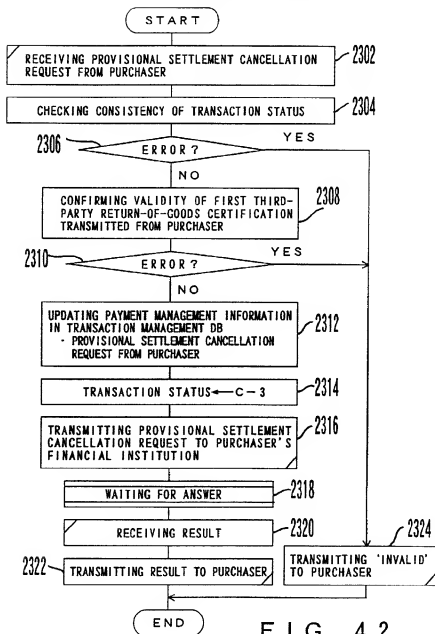 START
RECEIVING PROVISIONAL SETTLEMENT CANCELLATION
REQUEST FROM PURCHASER
2302
CHECKING CONSISTENCY OF TRANSACTION STATUS
2304
2306
ERROR?
YES
NO
CONFIRMING VALIDITY OF FIRST THIRD-
PARTY RETURN-OF-GOODS CERTIFICATION
TRANSMITTED FROM PURCHASER
2308
2310
ERROR?
YES
NO
UPDATING PAYMENT MANAGEMENT INFORMATION
IN TRANSACTION MANAGEMENT DB
- PROVISIONAL SETTLEMENT CANCELLATION
REQUEST FROM PURCHASER
2312
TRANSACTION STATUS←C-3
2314
TRANSMITTING PROVISIONAL SETTLEMENT
CANCELLATION REQUEST TO PURCHASER'S
FINANCIAL INSTITUTION
2316
WAITING FOR ANSWER
2318
RECEIVING RESULT
2320
2322
TRANSMITTING RESULT TO PURCHASER
2324
TRANSMITTING 'INVALID'
TO PURCHASER
END
FIG. 42